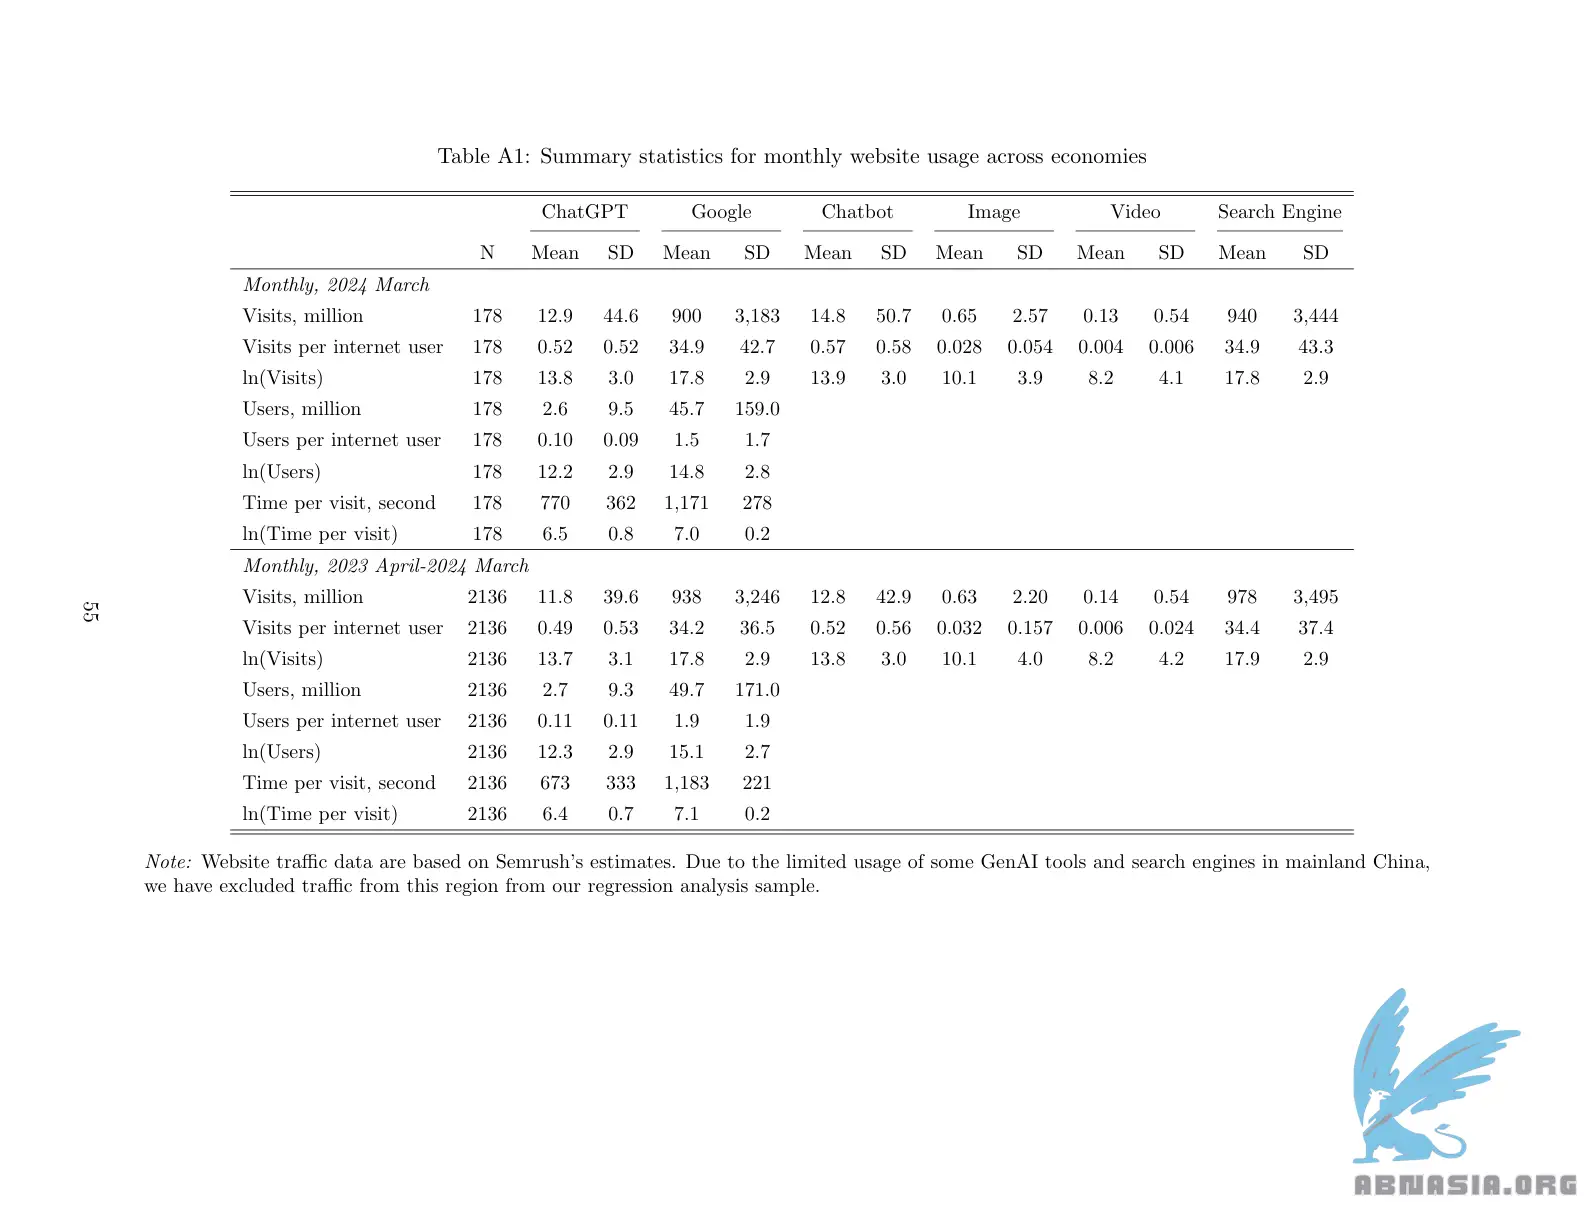 Table A1: Summary statistics for monthly website usage across economies
ChatGPT Google Chatbot Image Video Search Engine
N Mean SD Mean SD Mean SD Mean SD Mean SD Mean SD
Monthly, 2024 March
Visits, million 178 12.9 44.6 900 3,183 14.8 50.7 0.65 2.57 0.13 0.54 940 3,444
Visits per internet user 178 0.52 0.52 34.9 42.7 0.57 0.58 0.028 0.054 0.004 0.006 34.9 43.3
ln(Visits) 178 13.8 3.0 17.8 2.9 13.9 3.0 10.1 3.9 8.2 4.1 17.8 2.9
Users, million 178 2.6 9.5 45.7 159.0
Users per internet user 178 0.10 0.09 1.5 1.7
ln(Users) 178 12.2 2.9 14.8 2.8
Time per visit, second 178 770 362 1,171 278
ln(Time per visit) 178 6.5 0.8 7.0 0.2
Monthly, 2023 April-2024 March
Visits, million 2136 11.8 39.6 938 3,246 12.8 42.9 0.63 2.20 0.14 0.54 978 3,495
Visits per internet user 2136 0.49 0.53 34.2 36.5 0.52 0.56 0.032 0.157 0.006 0.024 34.4 37.4
ln(Visits) 2136 13.7 3.1 17.8 2.9 13.8 3.0 10.1 4.0 8.2 4.2 17.9 2.9
Users, million 2136 2.7 9.3 49.7 171.0
Users per internet user 2136 0.11 0.11 1.9 1.9
ln(Users) 2136 12.3 2.9 15.1 2.7
Time per visit, second 2136 673 333 1,183 221
ln(Time per visit) 2136 6.4 0.7 7.1 0.2
Note: Website traffic data are based on Semrush's estimates. Due to the limited usage of some GenAI tools and search engines in mainland China,
we have excluded traffic from this region from our regression analysis sample.
55
ABNASIA.ORG